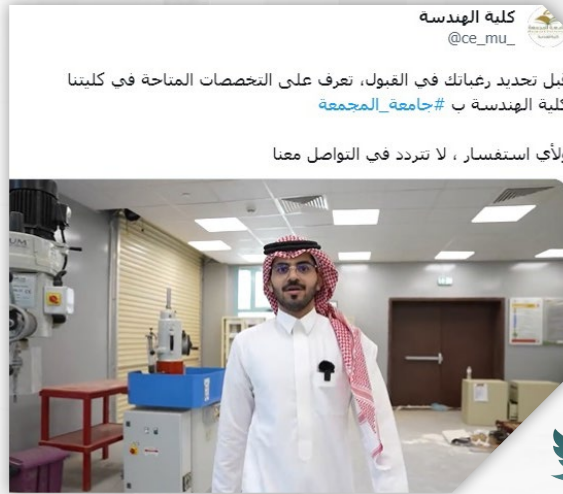 كلية الهندسة
@ce_mu_
قبل تحديد رغباتك في القبول، تعرف على التخصصات المتاحة في كليتنا
كلية الهندسة ب #جامعة_المجمعة
ولأي استفسار ، لا تتردد في التواصل معنا